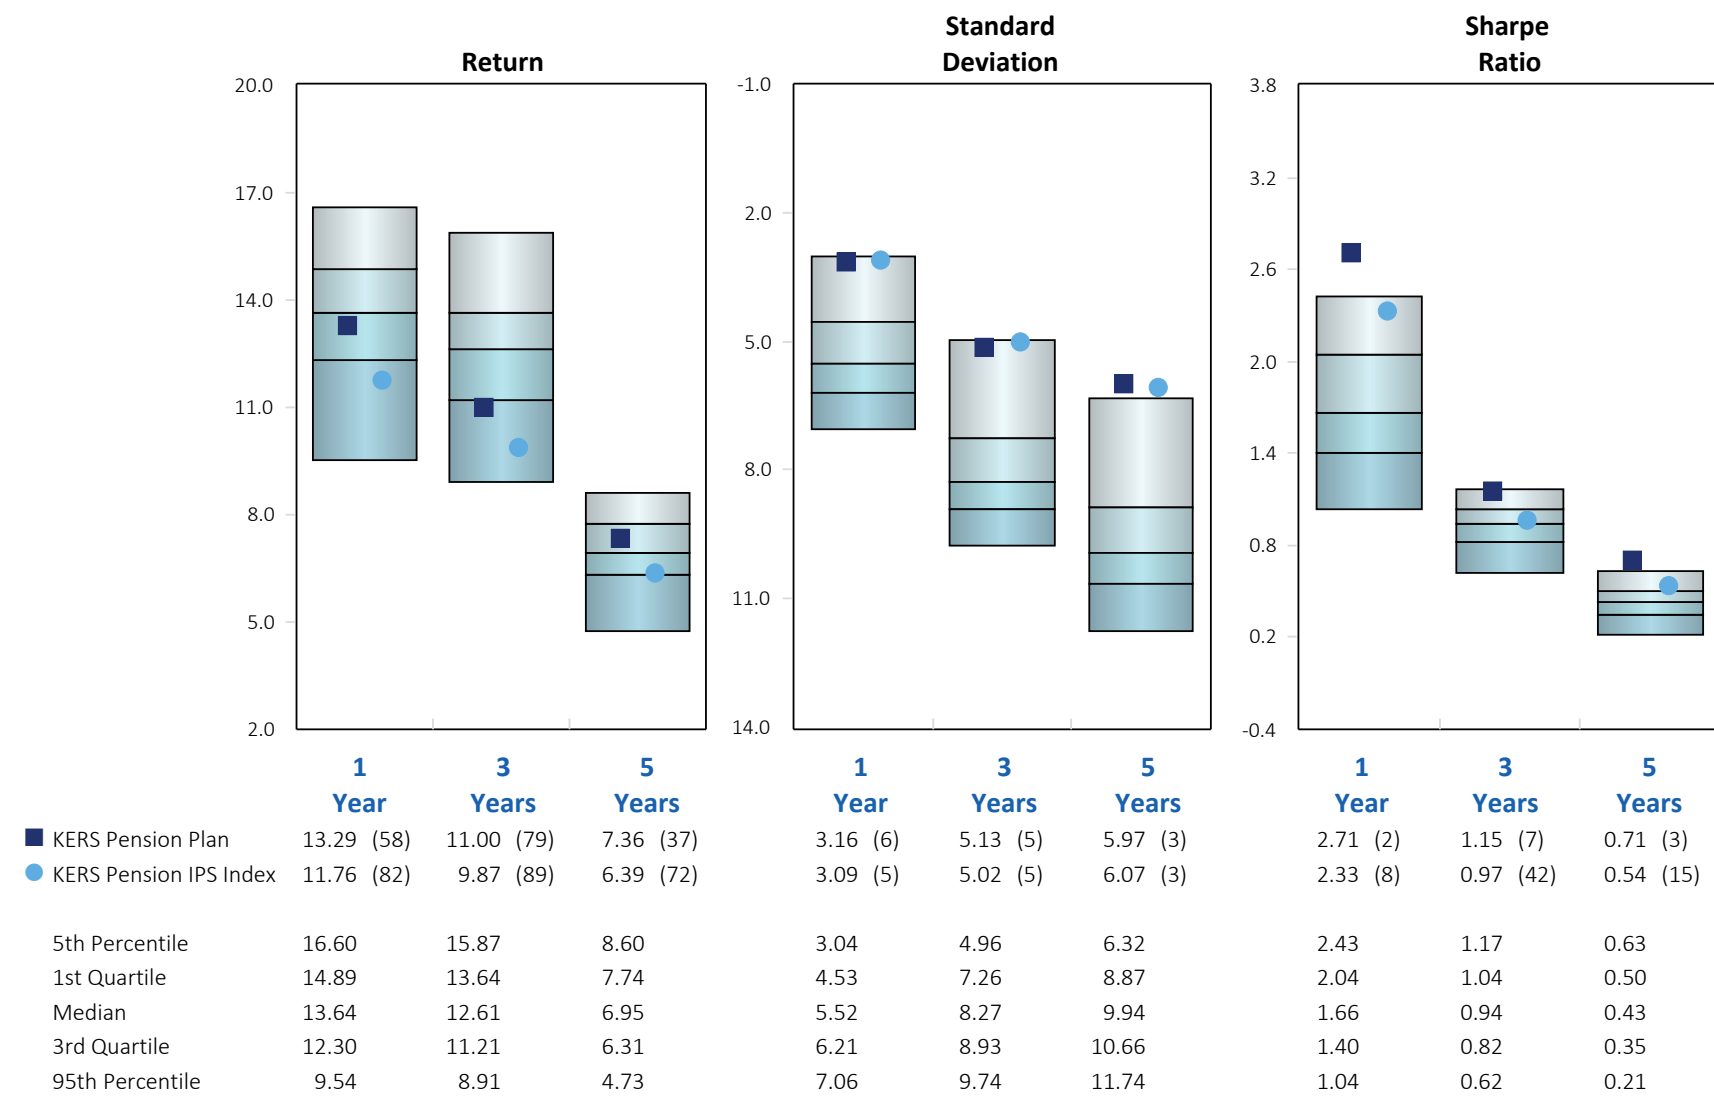 Return
Standard
Deviation
Sharpe
Ratio
20.0
17.0
14.0
11.0
8.0
5.0
2.0
-1.0
2.0
5.0
8.0
11.0
14.0
3.8
3.2
2.6
2.0
1.4
0.8
0.2
-0.4
1 3 5 1 3 5 1 3 5
Year Years Years Year Years Years Year Years Years
KERS Pension Plan 13.29 (58) 11.00 (79) 7.36 (37) 3.16 (6) 5.13 (5) 5.97 (3) 2.71 (2) 1.15 (7) 0.71 (3)
KERS Pension IPS Index 11.76 (82) 9.87 (89) 6.39 (72) 3.09 (5) 5.02 (5) 6.07 (3) 2.33 (8) 0.97 (42) 0.54 (15)
5th Percentile 16.60 15.87 8.60 3.04 4.96 6.32 2.43 1.17 0.63
1st Quartile 14.89 13.64 7.74 4.53 7.26 8.87 2.04 1.04 0.50
Median 13.64 12.61 6.95 5.52 8.27 9.94 1.66 0.94 0.43
3rd Quartile 12.30 11.21 6.31 6.21 8.93 10.66 1.40 0.82 0.35
95th Percentile 9.54 8.91 4.73 7.06 9.74 11.74 1.04 0.62 0.21